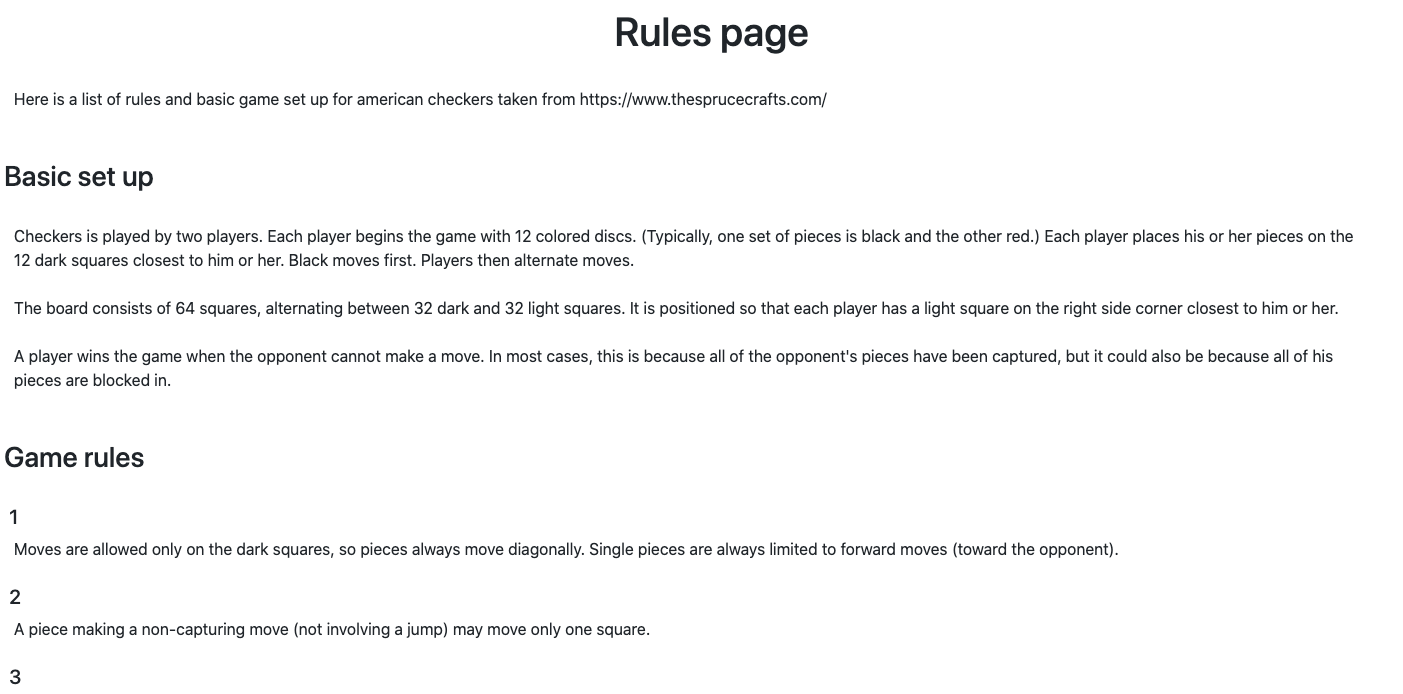 Rules page
Here is a list of rules and basic game set up for american checkers taken from https://www.thesprucecrafts.com/
Basic set up
Checkers is played by two players. Each player begins the game with 12 colored discs. (Typically, one set of pieces is black and the other red.) Each player places his or her pieces on the
12 dark squares closest to him or her. Black moves first. Players then alternate moves.
The board consists of 64 squares, alternating between 32 dark and 32 light squares. It is positioned so that each player has a light square on the right side corner closest to him or her.
A player wins the game when the opponent cannot make a move. In most cases, this is because all of the opponent's pieces have been captured, but it could also be because all of his
pieces are blocked in.
Game rules
1
Moves are allowed only on the dark squares, so pieces always move diagonally. Single pieces are always limited to forward moves (toward the opponent).
2
A piece making a non-capturing move (not involving a jump) may move only one square.
3